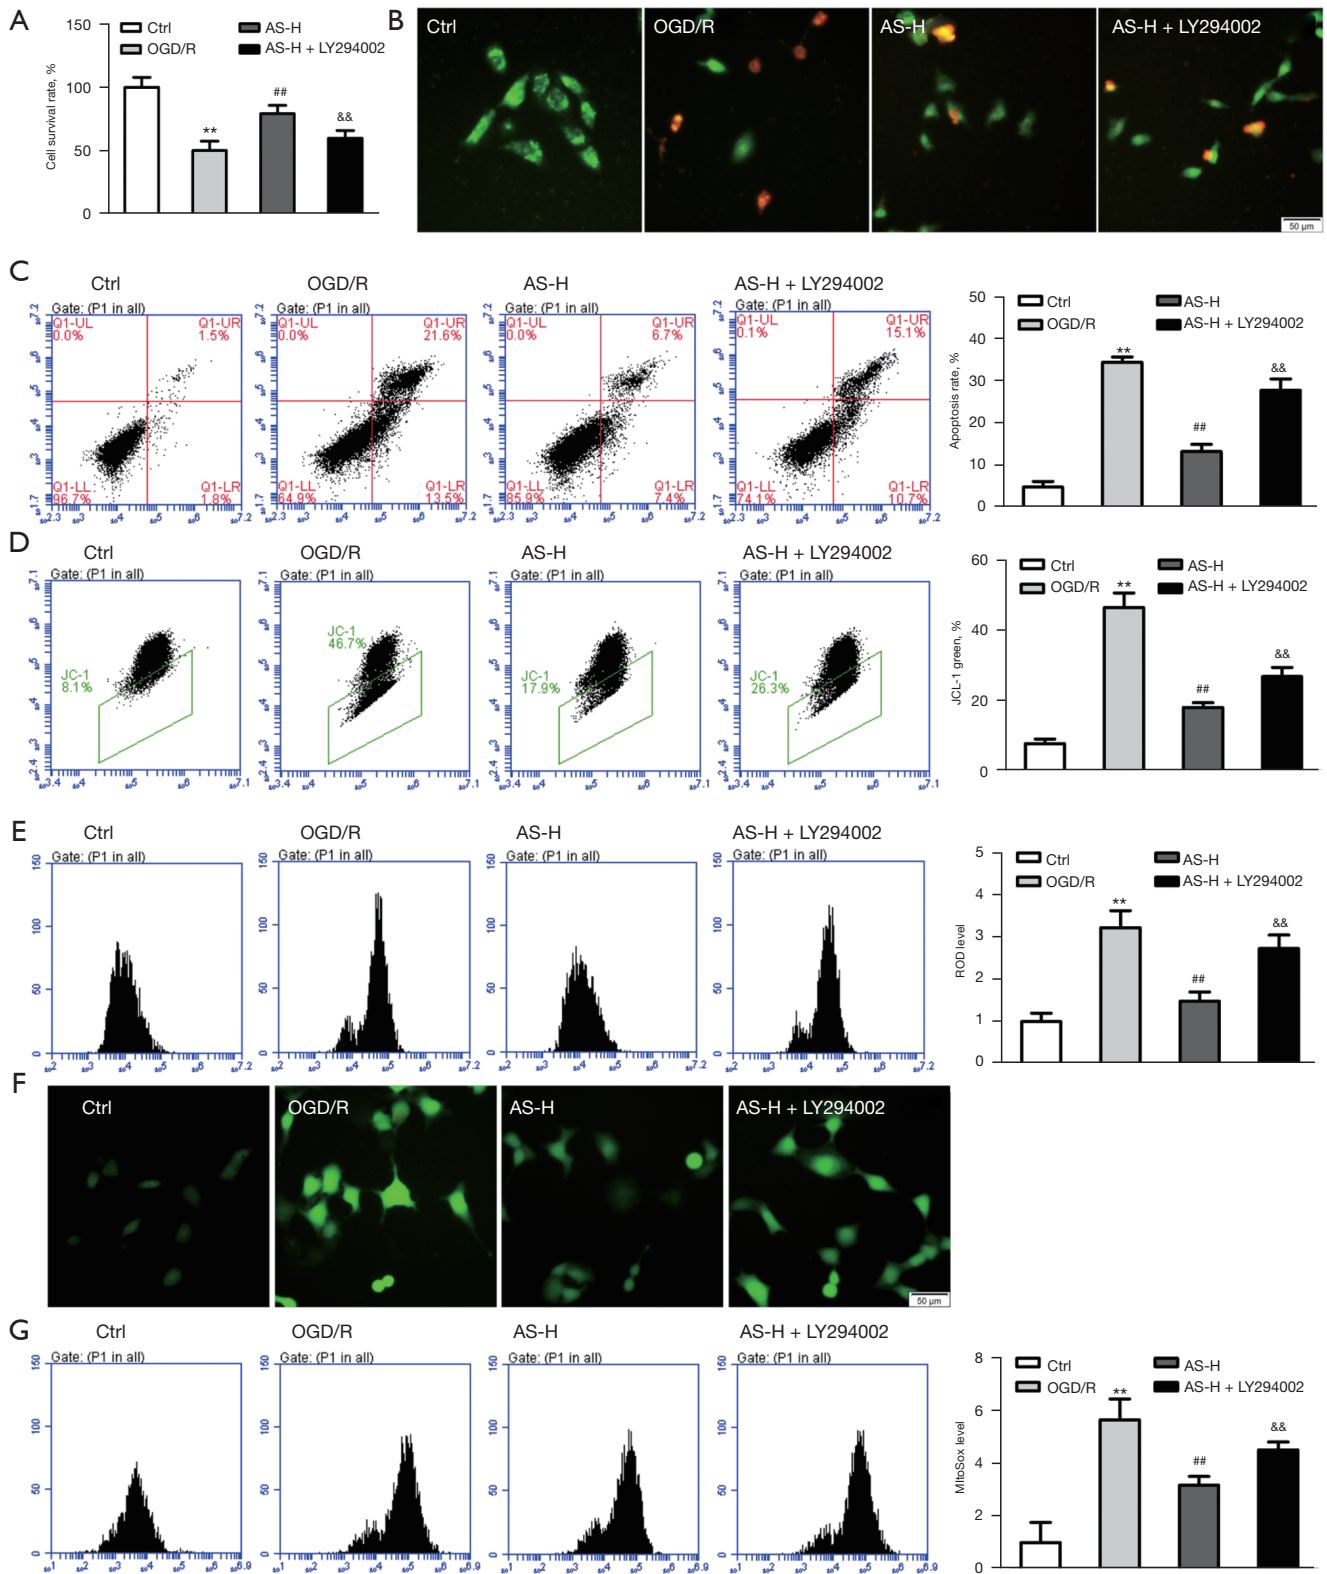 A
150
100
50
0
Cell survival rate, %
Ctrl
OGD/R
AS-H
AS-H + LY294002
**
##
&&
B
Ctrl
OGD/R
AS-H
AS-H + LY294002
50 µm
C
Ctrl
OGD/R
AS-H
AS-H + LY294002
Gate: (P1 in all)
Q1-UL
0.0%
Q1-UR
1.5%
Q1-LL
96.7%
Q1-LR
1.8%
Gate: (P1 in all)
Q1-UL
0.0%
Q1-UR
21.6%
Q1-LL
64.9%
Q1-LR
13.5%
Gate: (P1 in all)
Q1-UL
0.0%
Q1-UR
6.7%
Q1-LL
85.9%
Q1-LR
7.4%
Gate: (P1 in all)
Q1-UL
0.1%
Q1-UR
15.1%
Q1-LL
74.1%
Q1-LR
10.7%
50
40
30
20
10
0
Apoptosis rate, %
Ctrl
OGD/R
AS-H
AS-H + LY294002
**
##
&&
D
Ctrl
OGD/R
AS-H
AS-H + LY294002
Gate: (P1 in all)
JC-1
8.1%
Gate: (P1 in all)
JC-1
46.7%
Gate: (P1 in all)
JC-1
17.9%
Gate: (P1 in all)
JC-1
26.3%
60
40
20
0
JCL-1 green, %
Ctrl
OGD/R
AS-H
AS-H + LY294002
**
##
&&
E
Ctrl
OGD/R
AS-H
AS-H + LY294002
Gate: (P1 in all)
Gate: (P1 in all)
Gate: (P1 in all)
Gate: (P1 in all)
150
100
50
0
5
4
3
2
1
0
ROD level
Ctrl
OGD/R
AS-H
AS-H + LY294002
**
##
&&
F
Ctrl
OGD/R
AS-H
AS-H + LY294002
50 µm
G
Ctrl
OGD/R
AS-H
AS-H + LY294002
Gate: (P1 in all)
Gate: (P1 in all)
Gate: (P1 in all)
Gate: (P1 in all)
150
100
50
0
8
6
4
2
0
MItoSox level
Ctrl
OGD/R
AS-H
AS-H + LY294002
**
##
&&